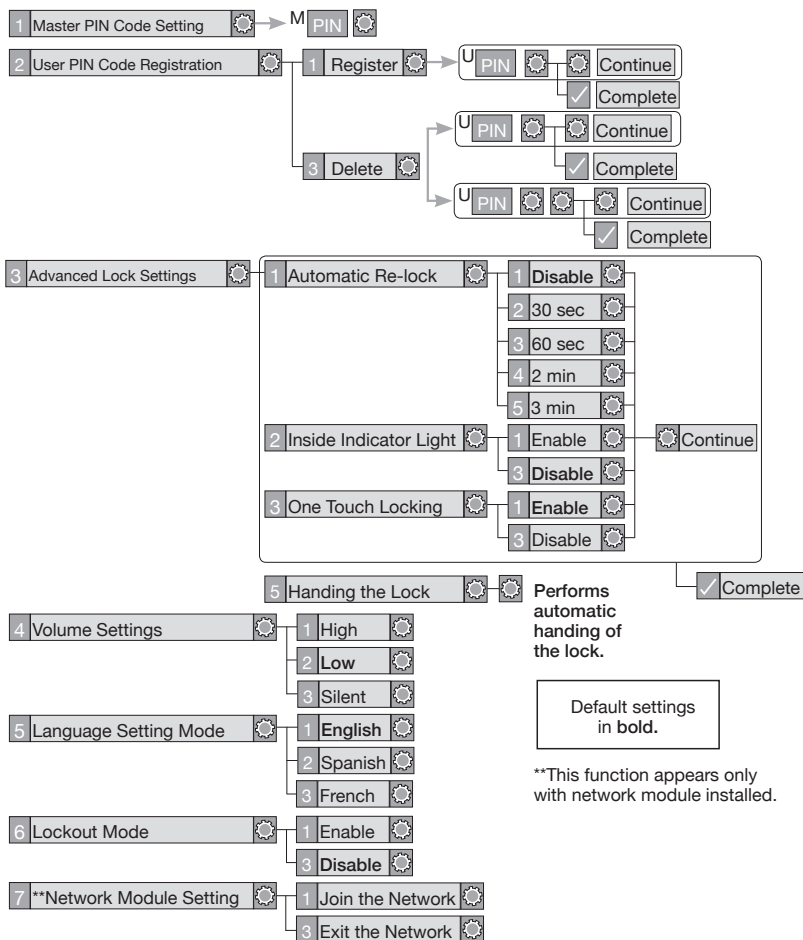 1 Master PIN Code Setting M PIN
2 User PIN Code Registration 1 Register U PIN Continue
Complete
U PIN Continue
3 Delete Complete
U PIN Continue
Complete
3 Advanced Lock Settings 1 Automatic Re-lock 1 Disable
2 30 sec
3 60 sec
4 2 min
5 3 min
2 Inside Indicator Light 1 Enable Continue
3 Disable
3 One Touch Locking 1 Enable
3 Disable
5 Handing the Lock Performs
automatic
handing of
the lock.
Complete
4 Volume Settings 1 High
2 Low
3 Silent
Default settings
in bold.
5 Language Setting Mode 1 English
2 Spanish
3 French
**This function appears only
with network module installed.
6 Lockout Mode 1 Enable
3 Disable
7 **Network Module Setting 1 Join the Network
3 Exit the Network